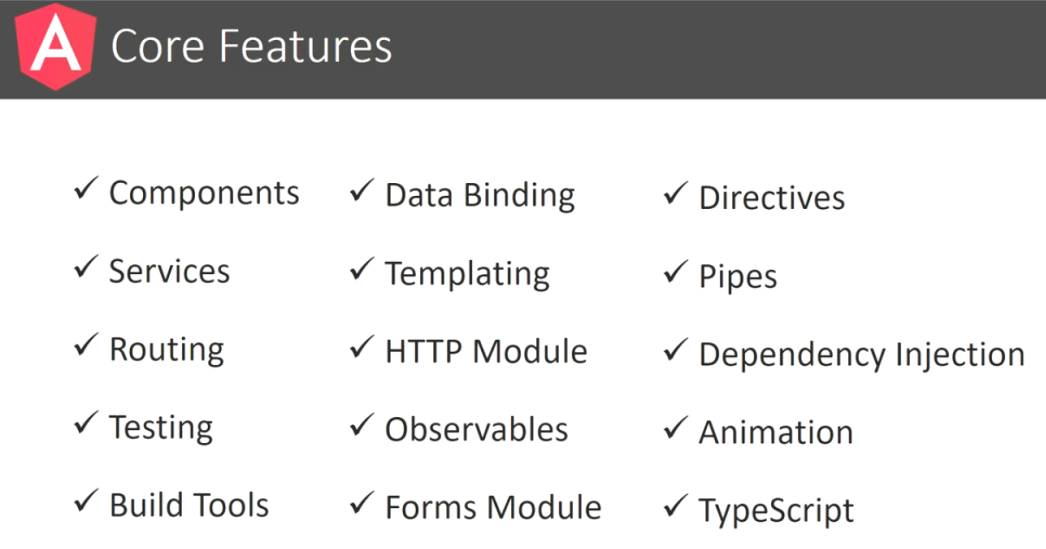 A Core Features
Components
Services
Routing
Testing
Build Tools
Data Binding
Templating
HTTP Module
Observables
Forms Module
Directives
Pipes
Dependency Injection
Animation
TypeScript